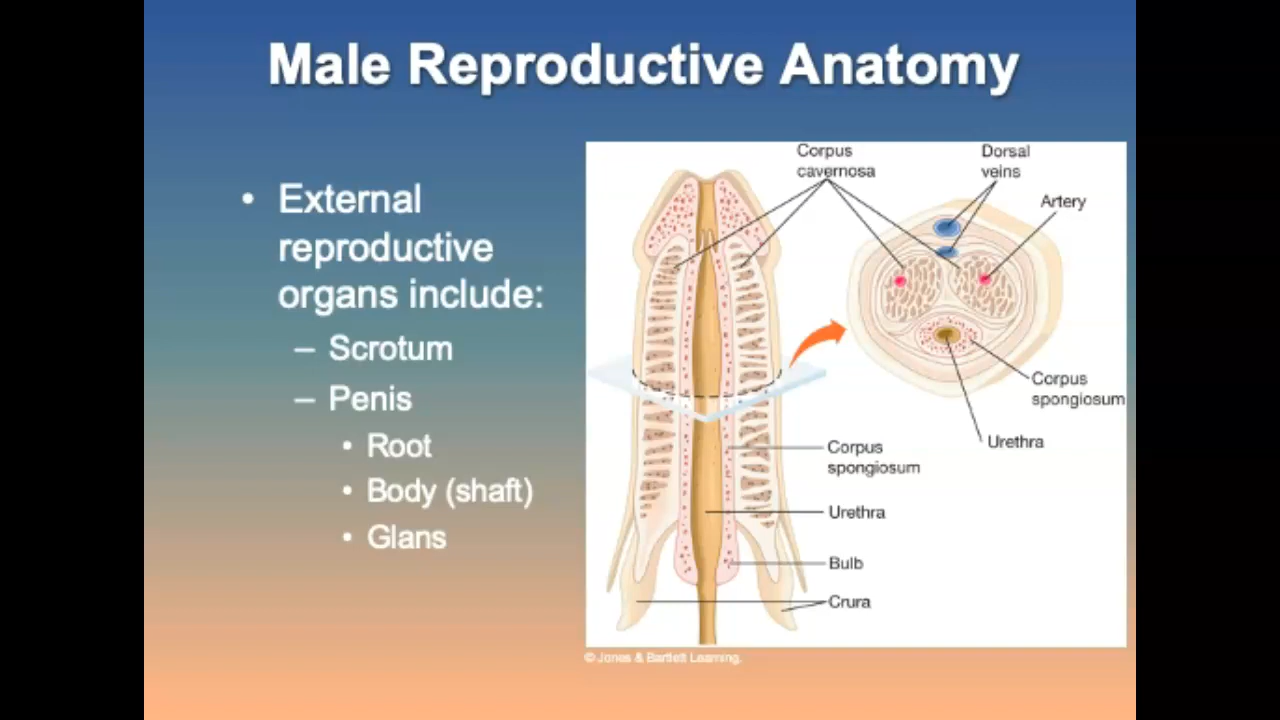 Male Reproductive Anatomy
• External
reproductive
organs include:
– Scrotum
– Penis
• Root
• Body (shaft)
• Glans
Corpus
cavernosa
Dorsal
veins
Artery
Corpus
spongiosum
Urethra
Corpus
spongiosum
Urethra
Bulb
Crura
© Jones & Bartlett Learning.